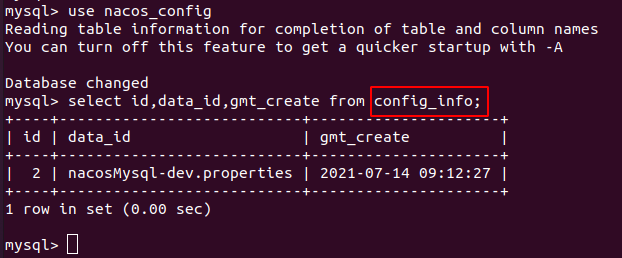 mysql> use nacos_config
Reading table information for completion of table and column names
You can turn off this feature to get a quicker startup with -A

Database changed
mysql> select id,data_id,gmt_create from config_info;
+----+---------------------------+---------------------+
| id | data_id                   | gmt_create          |
+----+---------------------------+---------------------+
|  2 | nacosMysql-dev.properties | 2021-07-14 09:12:27 |
+----+---------------------------+---------------------+
1 row in set (0.00 sec)

mysql>